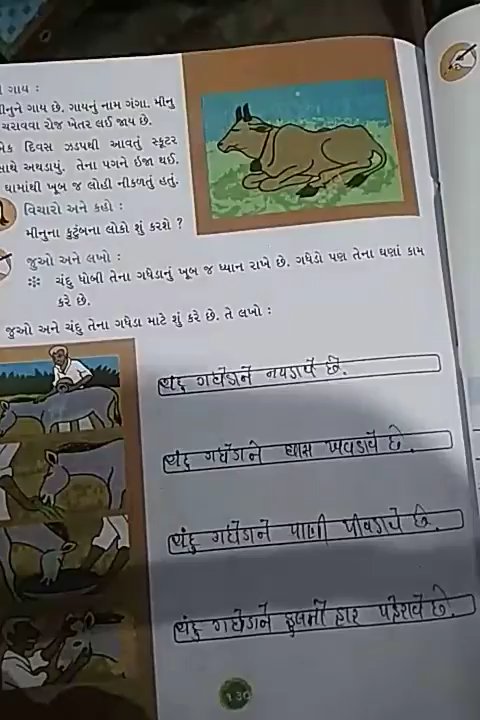 ગાય :
મીનુને ગાય છે. ગાયનું નામ ગંગા. મીનુ
ચરાવવા રોજ ખેતર લઈ જાય છે.
એક દિવસ ઝડપથી આવતું સ્કૂટર
સાથે અથડાયું. તેના પગને ઈજા થઈ.
ઘામાંથી ખૂબ જ લોહી નીકળતું હતું.
વિચારો અને કહો :
મીનુના કુટુંબના લોકો શું કરશે ?
જુઓ અને લખો :
ચંદુ ધોબી તેના ગધેડાનું ખૂબ જ ધ્યાન રાખે છે. ગધેડો પણ તેના ઘણાં કામ
કરે છે.
જુઓ અને ચંદુ તેના ગધેડા માટે શું કરે છે. તે લખો :
ચંદુ ગધેડાને નવડાવે છે.
ચંદુ ગધેડાને ઘાસ ખવડાવે છે.
ચંદુ ગધેડાને પાણી પીવડાવે છે.
ચંદુ ગધેડાને ફુલની હાર પહેરાવે છે.
130